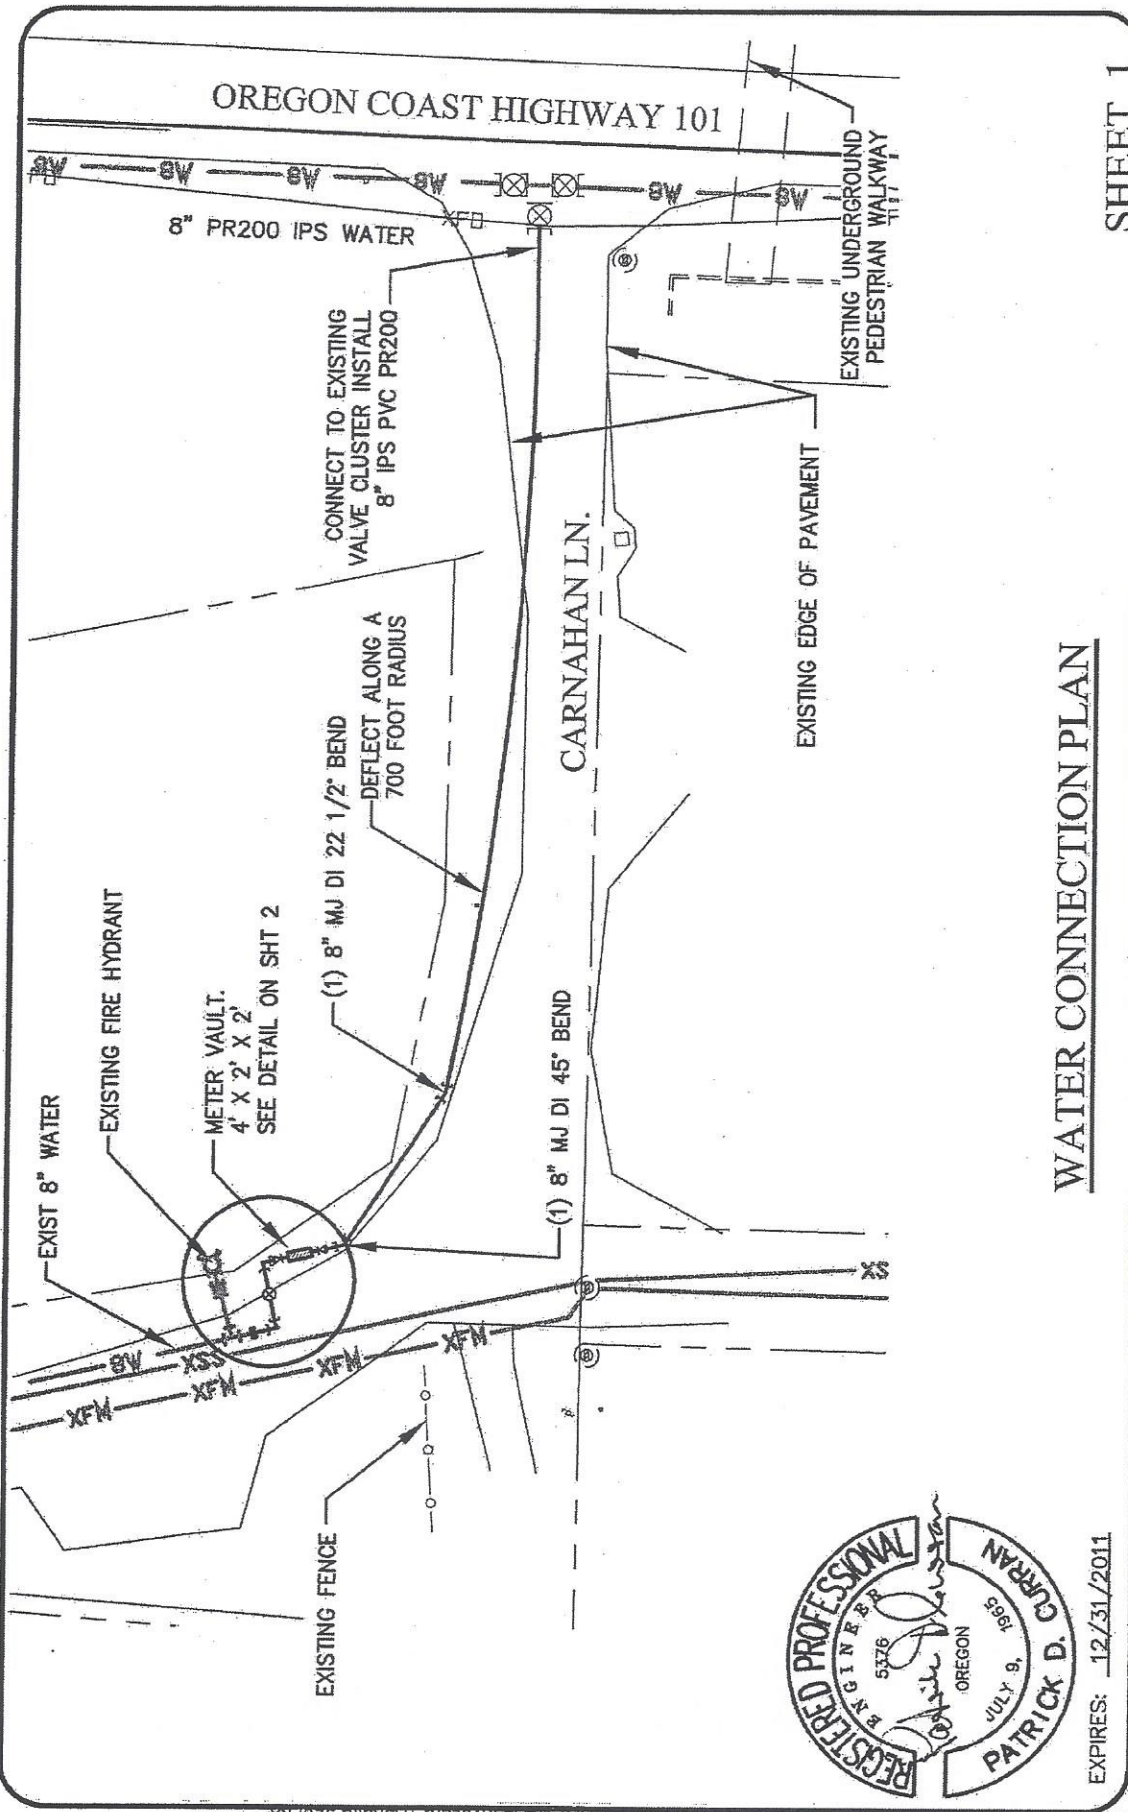 OREGON COAST HIGHWAY 101
8W 8W 8W 8W 8W 8W
8" PR200 IPS WATER
CONNECT TO EXISTING
VALVE CLUSTER INSTALL
8" IPS PVC PR200
EXISTING UNDERGROUND
PEDESTRIAN WALKWAY
CARNAHAN LN.
EXISTING EDGE OF PAVEMENT
DEFLECT ALONG A
700 FOOT RADIUS
(1) 8" MJ DI 22 1/2° BEND
(1) 8" MJ DI 45° BEND
METER VAULT.
4' X 2' X 2'
SEE DETAIL ON SHT 2
EXISTING FIRE HYDRANT
EXIST 8" WATER
8W
XSS
XFM XFM XFM XFM
XS
EXISTING FENCE
REGISTERED PROFESSIONAL
ENGINEER
5376
OREGON
JULY 9, 1965
PATRICK D. CURRAN
EXPIRES: 12/31/2011
WATER CONNECTION PLAN
SHEET 1